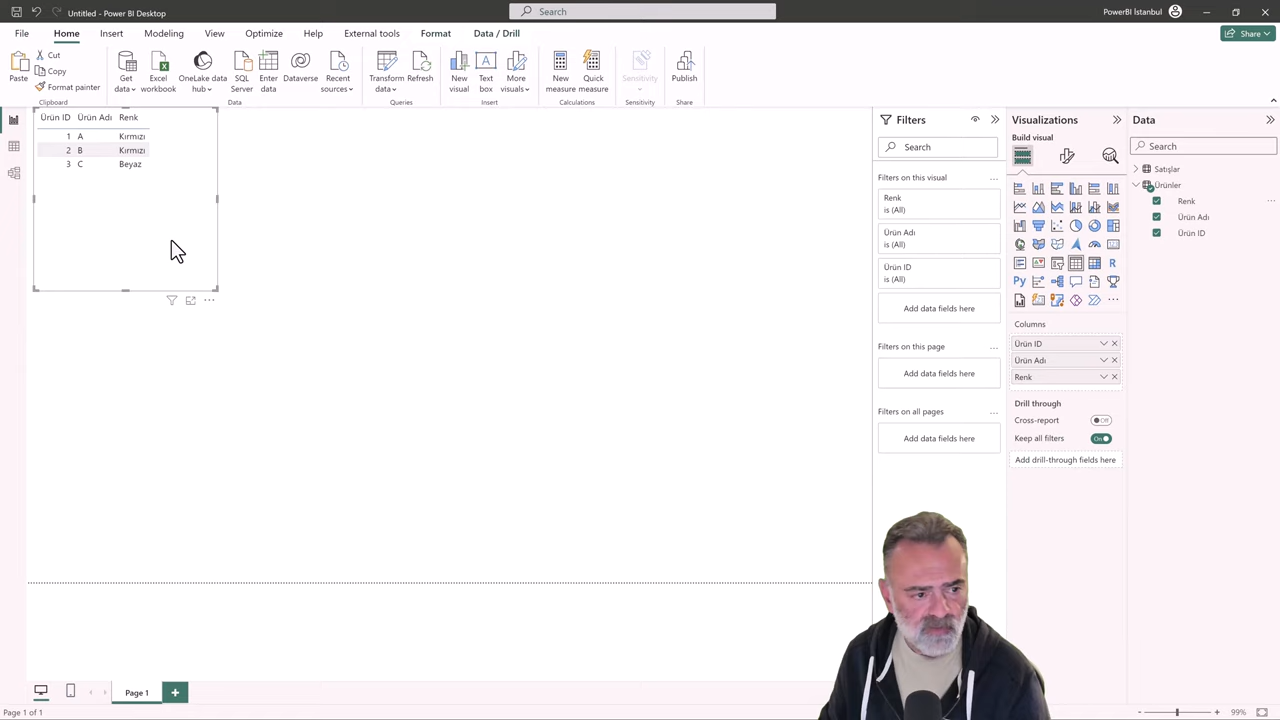 Untitled - Power BI Desktop
Search
PowerBI Istanbul
File
Home
Insert
Modeling
View
Optimize
Help
External tools
Format
Data / Drill
Share
Paste
Cut
Copy
Format painter
Clipboard
Get data
Excel workbook
OneLake data hub
SQL Server
Enter data
Dataverse
Recent sources
Data
Transform data
Refresh
Queries
New visual
Text box
More visuals
Insert
New measure
Quick measure
Calculations
Sensitivity
Sensitivity
Publish
Share
Ürün ID Ürün Adı Renk
1 A Kırmızı
2 B Kırmızı
3 C Beyaz
Filters
Search
Filters on this visual
Renk
is (All)
Ürün Adı
is (All)
Ürün ID
is (All)
Add data fields here
Filters on this page
Add data fields here
Filters on all pages
Add data fields here
Visualizations
Build visual
R
Py
Columns
Ürün ID
Ürün Adı
Renk
Drill through
Cross-report
Off
Keep all filters
On
Add drill-through fields here
Data
Search
Satışlar
Ürünler
Renk
Ürün Adı
Ürün ID
Page 1
Page 1 of 1
99%